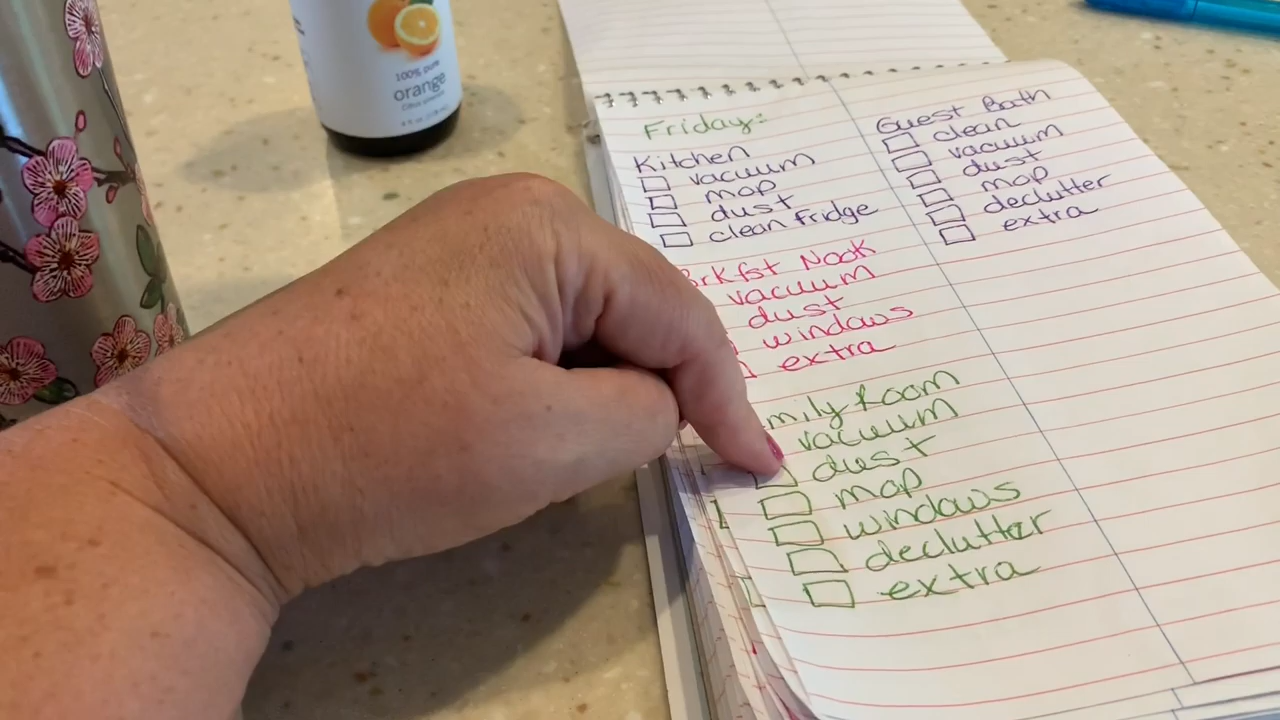 100% pure
orange
Friday:
Kitchen
vacuum
mop
dust
clean fridge
Brkfst Nook
vacuum
dust
windows
extra
mily Room
vacuum
dust
mop
windows
declutter
extra
Guest Bath
clean
vacuum
dust
mop
declutter
extra